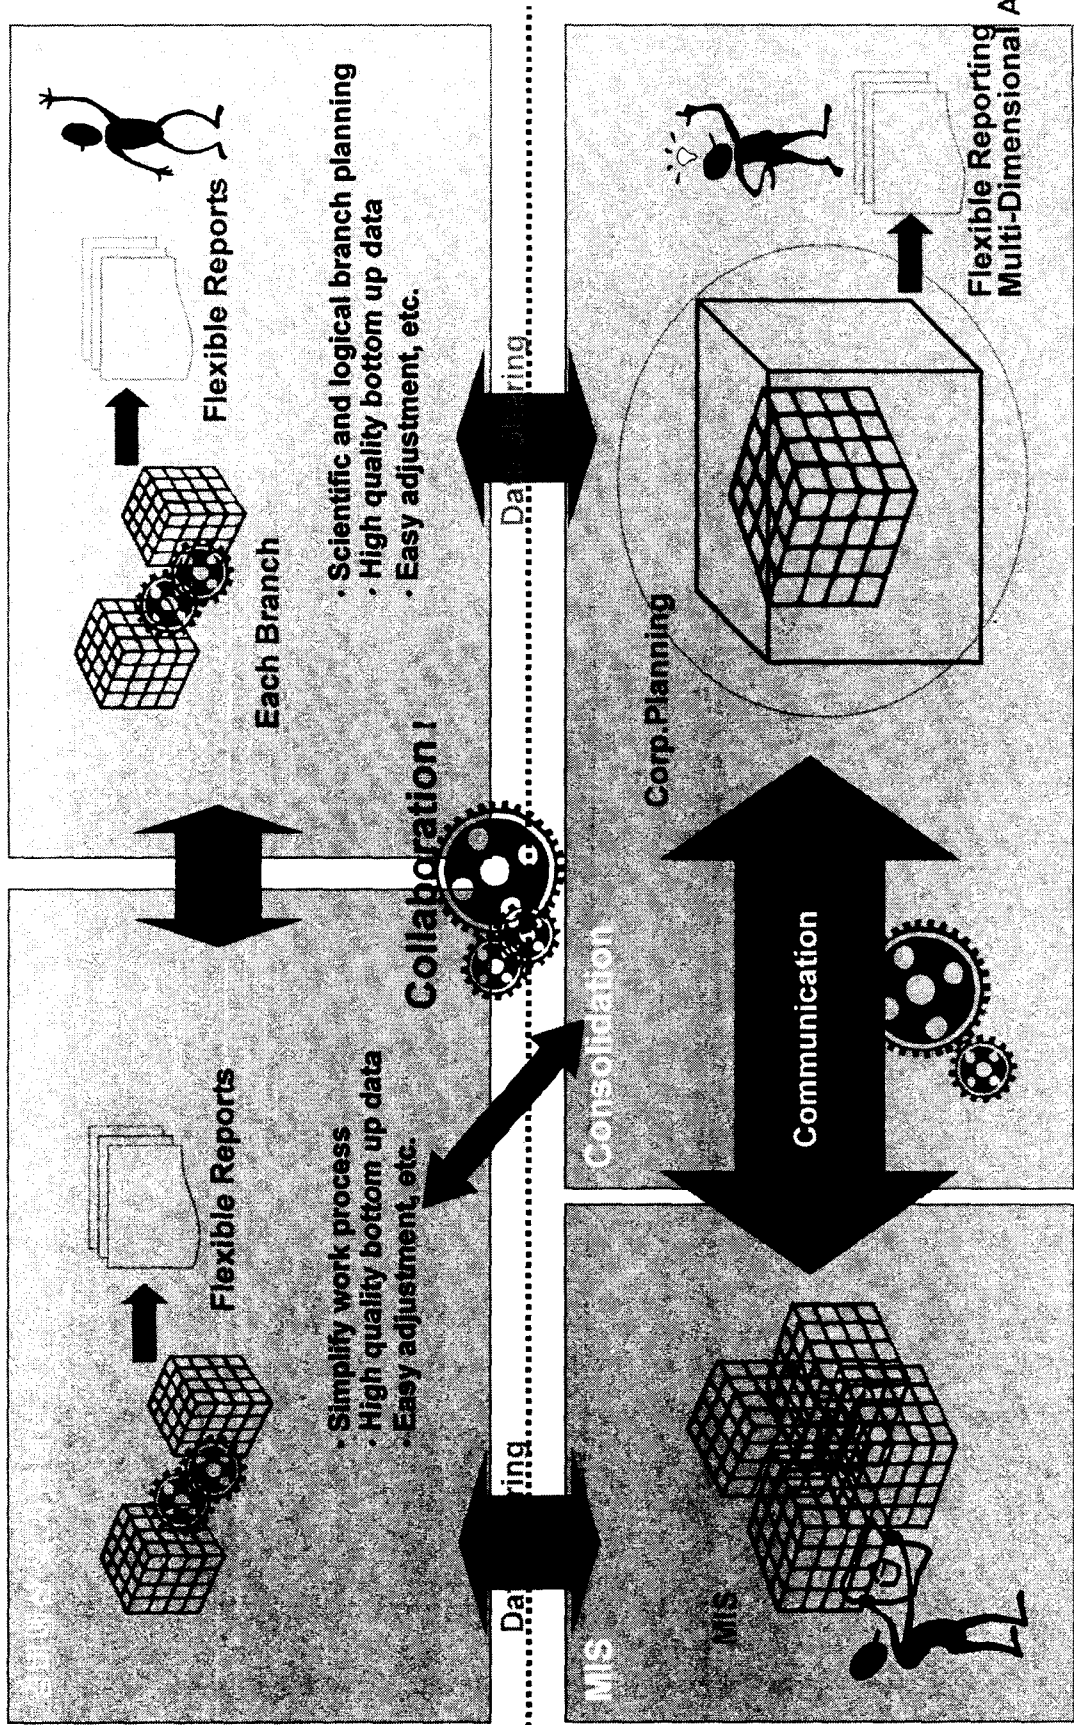 Flexible Reports
• Simplify work process
• High quality bottom up data
• Easy adjustment, etc.
Flexible Reports
Each Branch
• Scientific and logical branch planning
• High quality bottom up data
• Easy adjustment, etc.
Collaboration !
MIS
MIS
Consolidation
Communication
Corp.Planning
Flexible Reporting
Multi-Dimensional